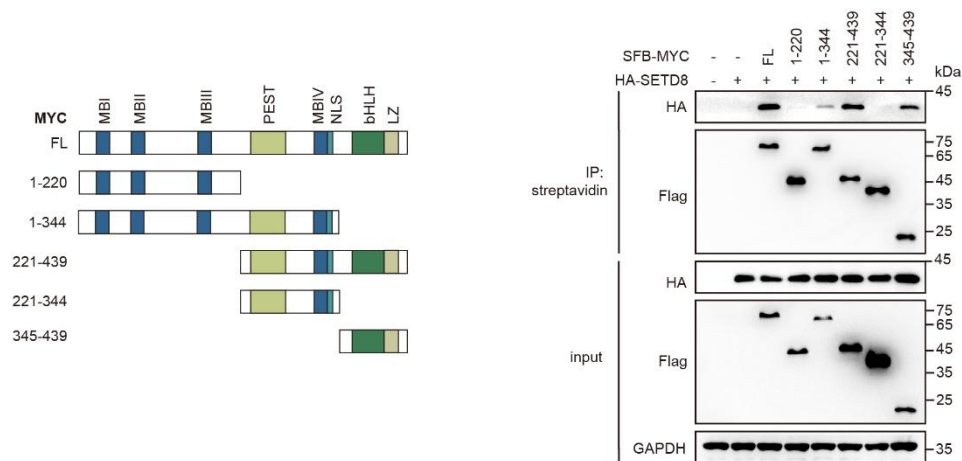 MYC
MBI
MBII
MBIII
PEST
MBIV
NLS
bHLH
LZ
FL
1-220
1-344
221-439
221-344
345-439
SFB-MYC - - FL 1-220 1-344 221-439 221-344 345-439
HA-SETD8 - + + + + + + + kDa
IP:
streptavidin
HA
45
Flag
75
65
45
35
25
input
HA
45
Flag
75
65
45
35
25
GAPDH
35